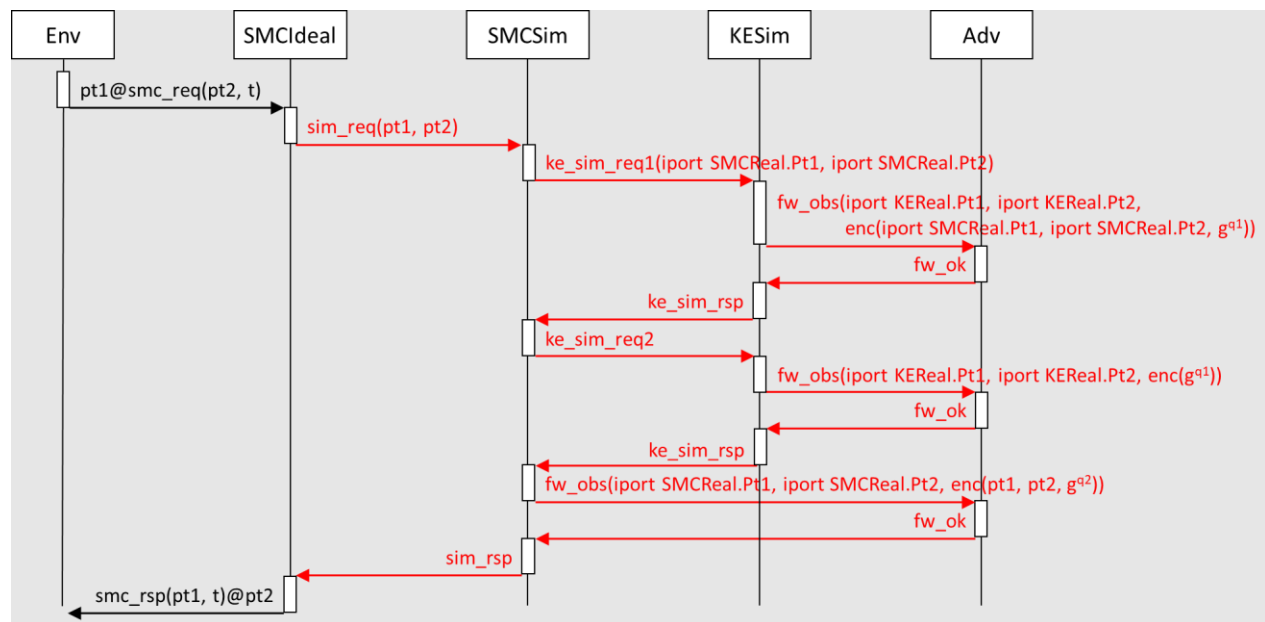 Env
SMCIdeal
SMCSim
KESim
Adv
pt1@smc_req(pt2, t)
sim_req(pt1, pt2)
ke_sim_req1(iport SMCReal.Pt1, iport SMCReal.Pt2)
fw_obs(iport KEReal.Pt1, iport KEReal.Pt2,
enc(iport SMCReal.Pt1, iport SMCReal.Pt2, g^q1))
fw_ok
ke_sim_rsp
ke_sim_req2
fw_obs(iport KEReal.Pt1, iport KEReal.Pt2, enc(g^q1))
fw_ok
ke_sim_rsp
fw_obs(iport SMCReal.Pt1, iport SMCReal.Pt2, enc(pt1, pt2, g^q2))
fw_ok
sim_rsp
smc_rsp(pt1, t)@pt2